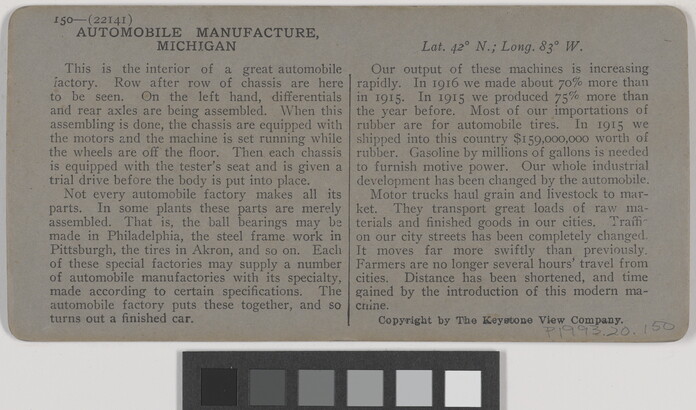 150—(22141)
AUTOMOBILE MANUFACTURE,
MICHIGAN
Lat. 42° N.; Long. 83° W.
This is the interior of a great automobile
factory. Row after row of chassis are here
to be seen. On the left hand, differentials
and rear axles are being assembled. When this
assembling is done, the chassis are equipped with
the motors and the machine is set running while
the wheels are off the floor. Then each chassis
is equipped with the tester's seat and is given a
trial drive before the body is put into place.
Not every automobile factory makes all its
parts. In some plants these parts are merely
assembled. That is, the ball bearings may be
made in Philadelphia, the steel frame work in
Pittsburgh, the tires in Akron, and so on. Each
of these special factories may supply a number
of automobile manufactories with its specialty,
made according to certain specifications. The
automobile factory puts these together, and so
turns out a finished car.
Our output of these machines is increasing
rapidly. In 1916 we made about 70% more than
in 1915. In 1915 we produced 75% more than
the year before. Most of our importations of
rubber are for automobile tires. In 1915 we
shipped into this country $159,000,000 worth of
rubber. Gasoline by millions of gallons is needed
to furnish motive power. Our whole industrial
development has been changed by the automobile.
Motor trucks haul grain and livestock to mar-
ket. They transport great loads of raw ma-
terials and finished goods in our cities. Traffic
on our city streets has been completely changed.
It moves far more swiftly than previously.
Farmers are no longer several hours' travel from
cities. Distance has been shortened, and time
gained by the introduction of this modern ma-
chine.
Copyright by The Keystone View Company.
P1993.20.150